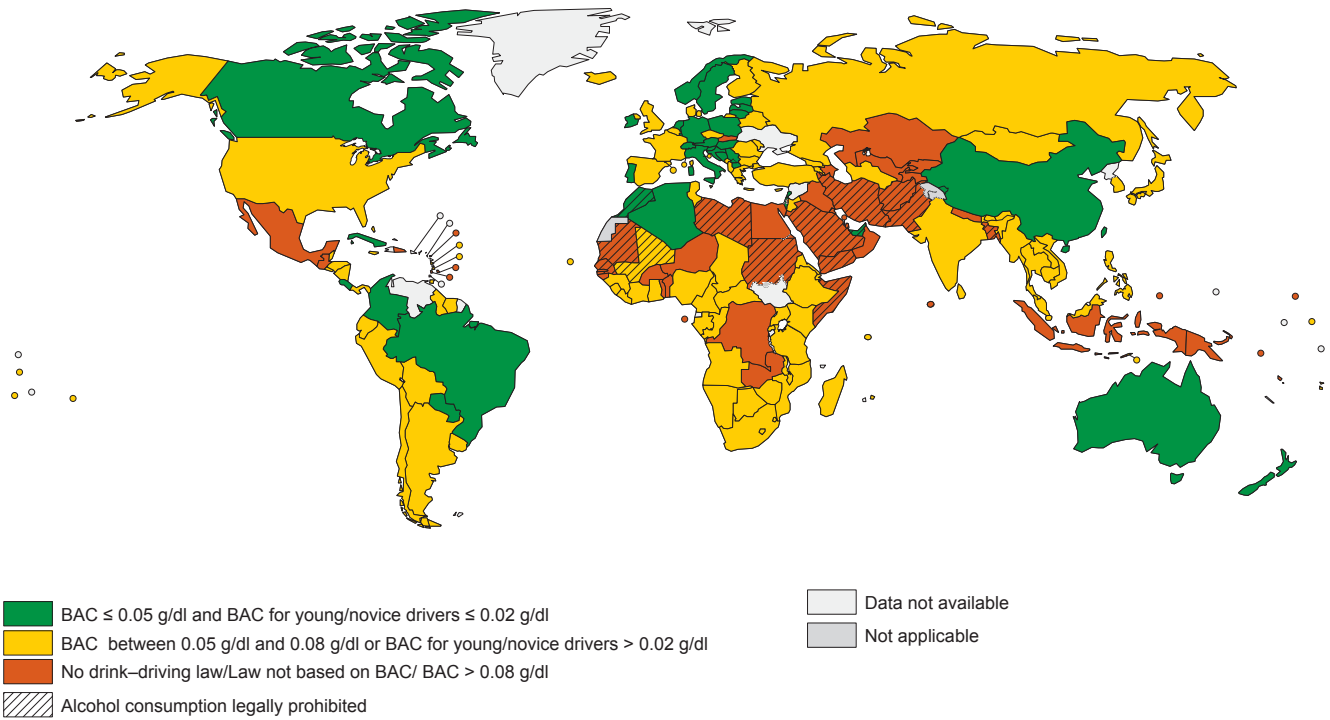 BAC ≤ 0.05 g/dl and BAC for young/novice drivers ≤ 0.02 g/dl
BAC between 0.05 g/dl and 0.08 g/dl or BAC for young/novice drivers > 0.02 g/dl
No drink–driving law/Law not based on BAC/ BAC > 0.08 g/dl
Alcohol consumption legally prohibited
Data not available
Not applicable